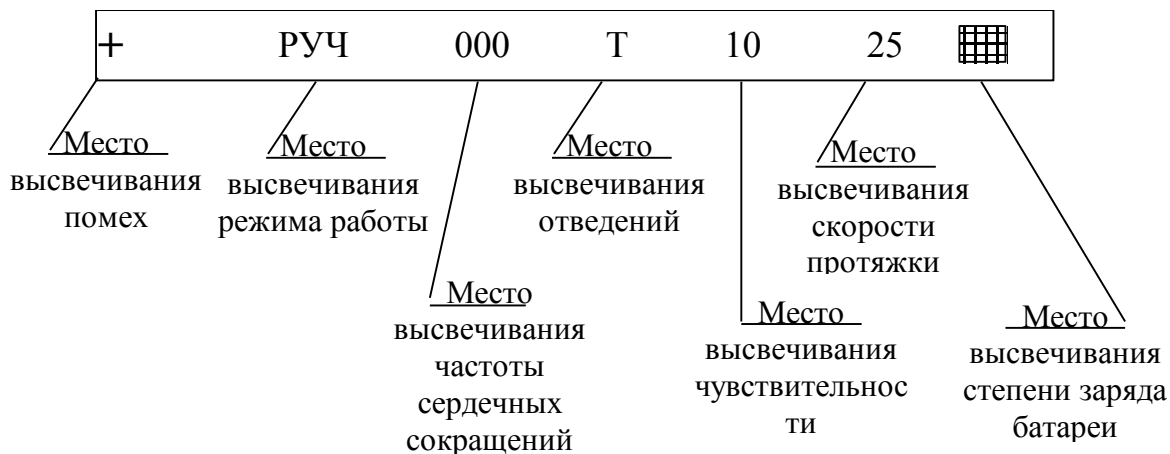 + РУЧ 000 Т 10 25
Место
высвечивания
помех
Место
высвечивания
режима работы
Место
высвечивания
частоты
сердечных
сокращений
Место
высвечивания
отведений
Место
высвечивания
чувствительнос
ти
Место
высвечивания
скорости
протяжки
Место
высвечивания
степени заряда
батареи